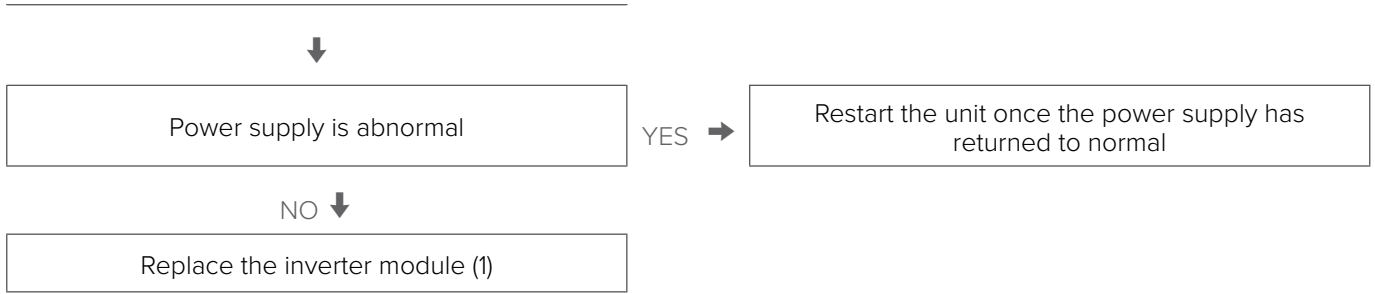 Power supply is abnormal
YES
Restart the unit once the power supply has
returned to normal
NO
Replace the inverter module (1)